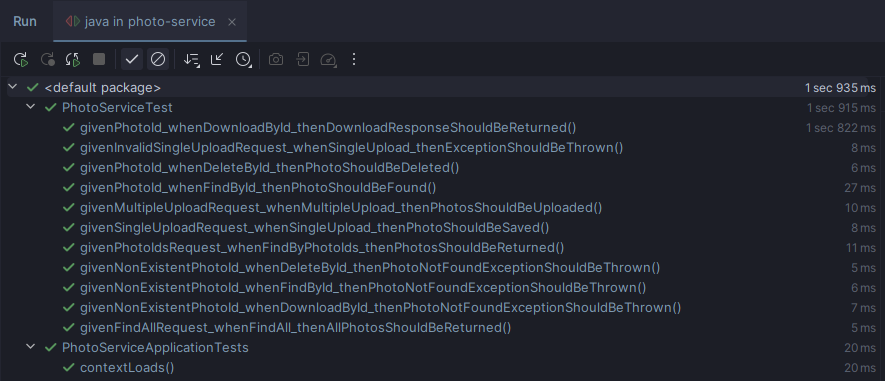 Run java in photo-service
<default package> 1 sec 935 ms
PhotoServiceTest 1 sec 915 ms
givenPhotoId_whenDownloadById_thenDownloadResponseShouldBeReturned() 1 sec 822 ms
givenInvalidSingleUploadRequest_whenSingleUpload_thenExceptionShouldBeThrown() 8 ms
givenPhotoId_whenDeleteById_thenPhotoShouldBeDeleted() 6 ms
givenPhotoId_whenFindById_thenPhotoShouldBeFound() 27 ms
givenMultipleUploadRequest_whenMultipleUpload_thenPhotosShouldBeUploaded() 10 ms
givenSingleUploadRequest_whenSingleUpload_thenPhotoShouldBeSaved() 8 ms
givenPhotoIdsRequest_whenFindByPhotoIds_thenPhotosShouldBeReturned() 11 ms
givenNonExistentPhotoId_whenDeleteById_thenPhotoNotFoundExceptionShouldBeThrown() 5 ms
givenNonExistentPhotoId_whenFindById_thenPhotoNotFoundExceptionShouldBeThrown() 6 ms
givenNonExistentPhotoId_whenDownloadById_thenPhotoNotFoundExceptionShouldBeThrown() 7 ms
givenFindAllRequest_whenFindAll_thenAllPhotosShouldBeReturned() 5 ms
PhotoServiceApplicationTests 20 ms
contextLoads() 20 ms